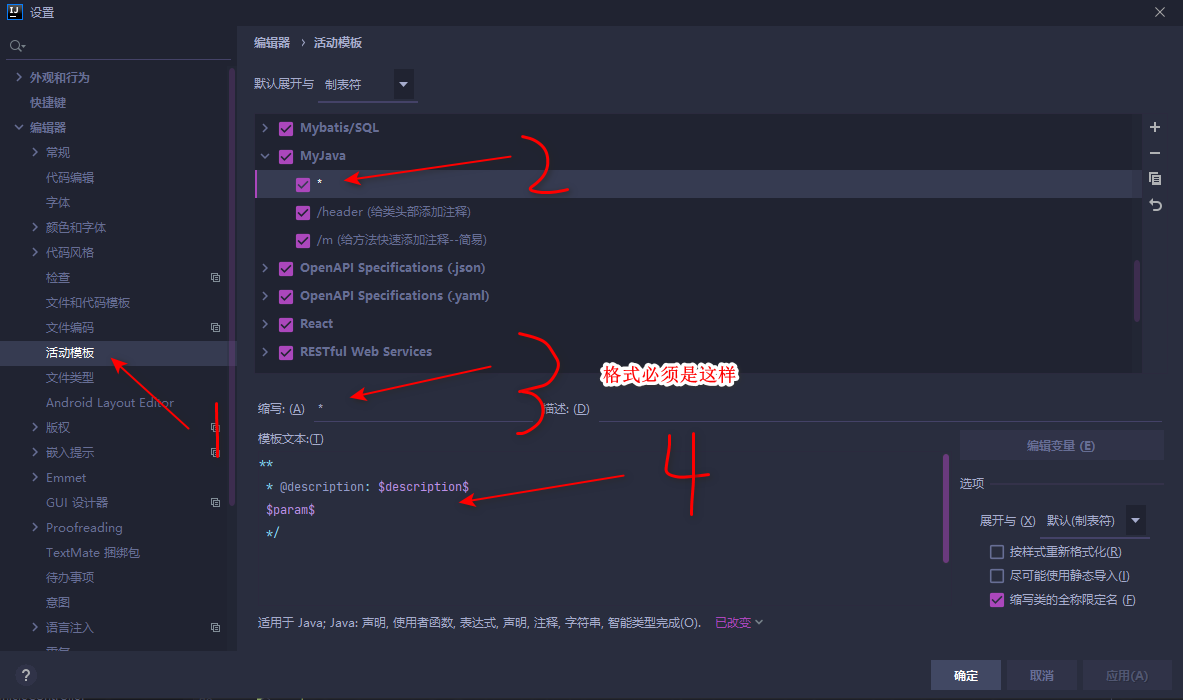 IJ 设置
外观和行为
快捷键
编辑器
常规
代码编辑
字体
颜色和字体
代码风格
检查
文件和代码模板
文件编码
活动模板
文件类型
Android Layout Editor
版权
嵌入提示
Emmet
GUI 设计器
Proofreading
TextMate 捆绑包
待办事项
意图
语言注入
1
编辑器 › 活动模板
默认展开与 制表符
Mybatis/SQL
MyJava
*
2
/header (给类头部添加注释)
/m (给方法快速添加注释--简易)
OpenAPI Specifications (.json)
OpenAPI Specifications (.yaml)
React
RESTful Web Services
3
格式必须是这样
缩写: (A) *
描述: (D)
模板文本:(T)
**
* @description: $description$
$param$
*/
4
编辑变量 (E)
选项
展开与 (X) 默认(制表符)
按样式重新格式化(R)
尽可能使用静态导入(I)
缩写类的全称限定名 (F)
适用于 Java; Java: 声明, 使用者函数, 表达式, 声明, 注释, 字符串, 智能类型完成(O). 已改变
?
确定 取消 应用(A)